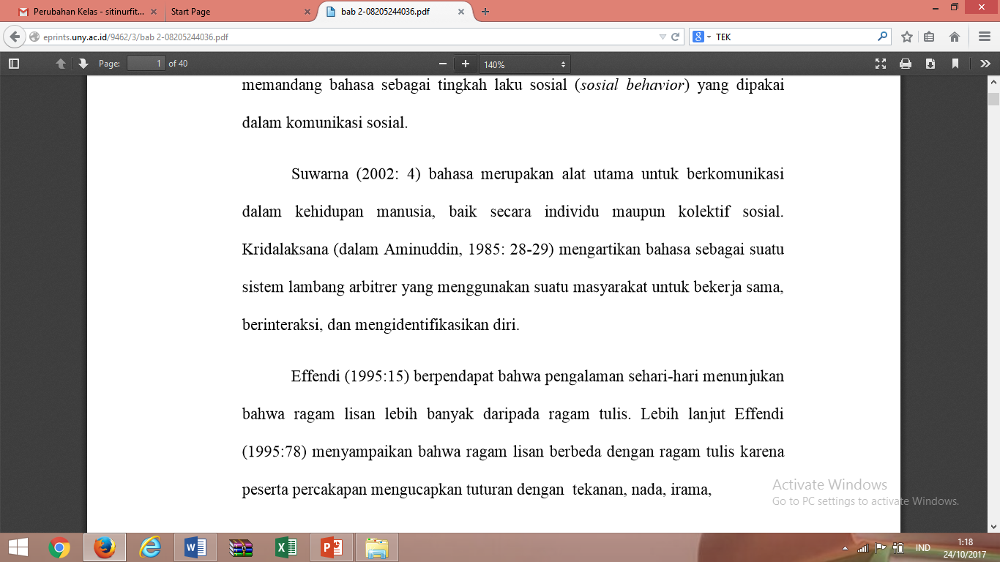 Perubahan Kelas - sitinurfit...
Start Page
bab 2-08205244036.pdf
eprints.uny.ac.id/9462/3/bab 2-08205244036.pdf
TEK
Page: 1 of 40
140%
memandang bahasa sebagai tingkah laku sosial (sosial behavior) yang dipakai
dalam komunikasi sosial.
Suwarna (2002: 4) bahasa merupakan alat utama untuk berkomunikasi
dalam kehidupan manusia, baik secara individu maupun kolektif sosial.
Kridalaksana (dalam Aminuddin, 1985: 28-29) mengartikan bahasa sebagai suatu
sistem lambang arbitrer yang menggunakan suatu masyarakat untuk bekerja sama,
berinteraksi, dan mengidentifikasikan diri.
Effendi (1995:15) berpendapat bahwa pengalaman sehari-hari menunjukan
bahwa ragam lisan lebih banyak daripada ragam tulis. Lebih lanjut Effendi
(1995:78) menyampaikan bahwa ragam lisan berbeda dengan ragam tulis karena
peserta percakapan mengucapkan tuturan dengan  tekanan, nada, irama,
Activate Windows
Go to PC settings to activate Windows.
IND
1:18
24/10/2017